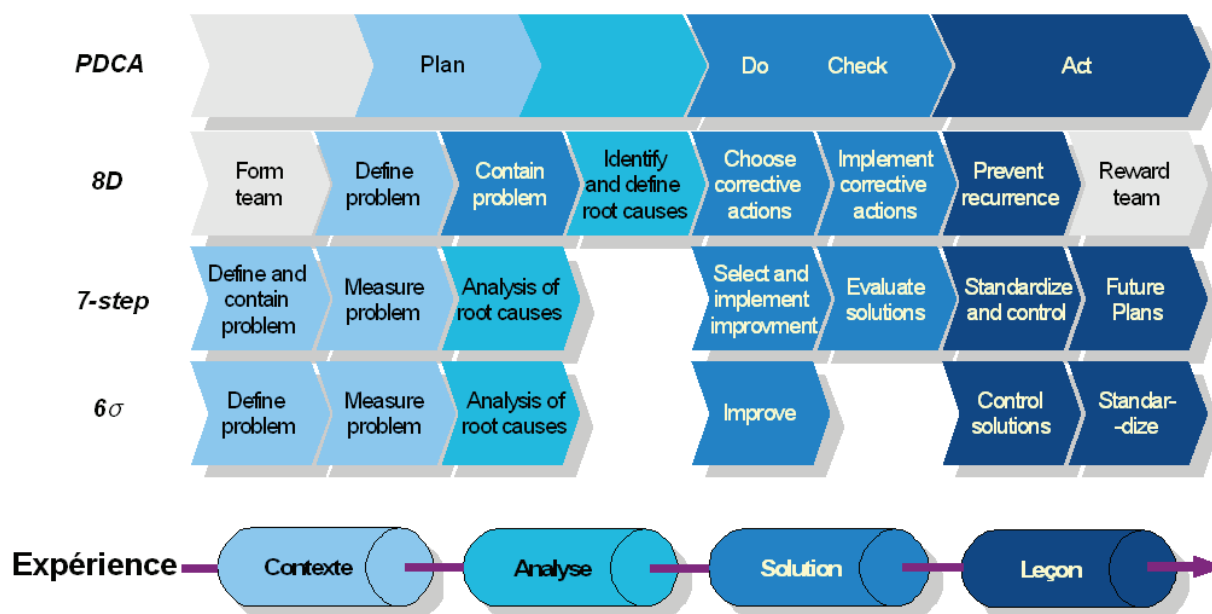 PDCA
Plan
Do Check
Act
8D
Form
team
Define
problem
Contain
problem
Identify
and define
root causes
Choose
corrective
actions
Implement
corrective
actions
Prevent
recurrence
Reward
team
7-step
Define and
contain
problem
Measure
problem
Analysis of
root causes
Select and
implement
improvment
Evaluate
solutions
Standardize
and control
Future
Plans
6σ
Define
problem
Measure
problem
Analysis of
root causes
Improve
Control
solutions
Standar-
-dize
Expérience
Contexte
Analyse
Solution
Leçon